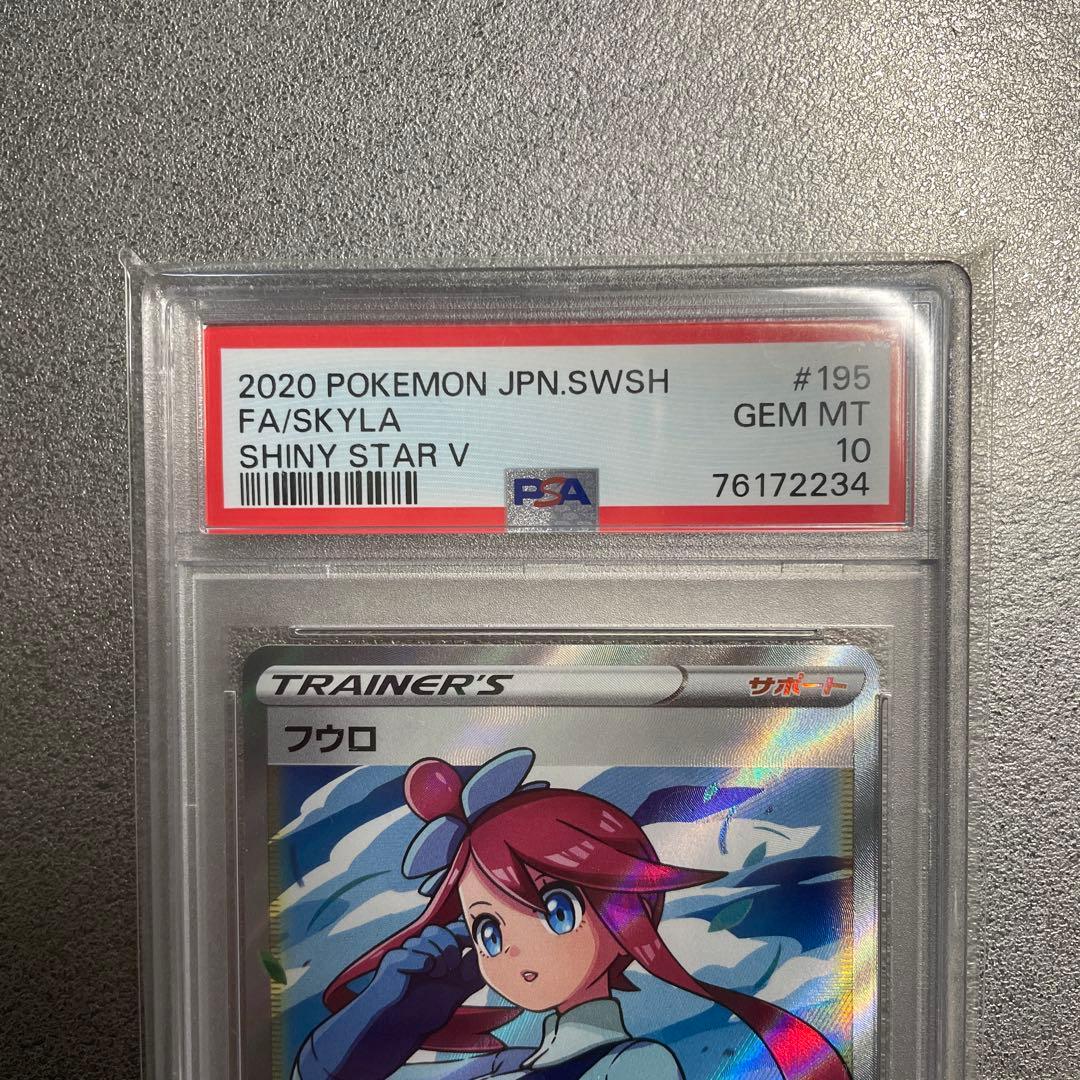 2020 POKEMON JPN.SWSH #195
FA/SKYLA GEM MT
SHINY STAR V 10
PSA 76172234
TRAINER'S サポート
フウロ